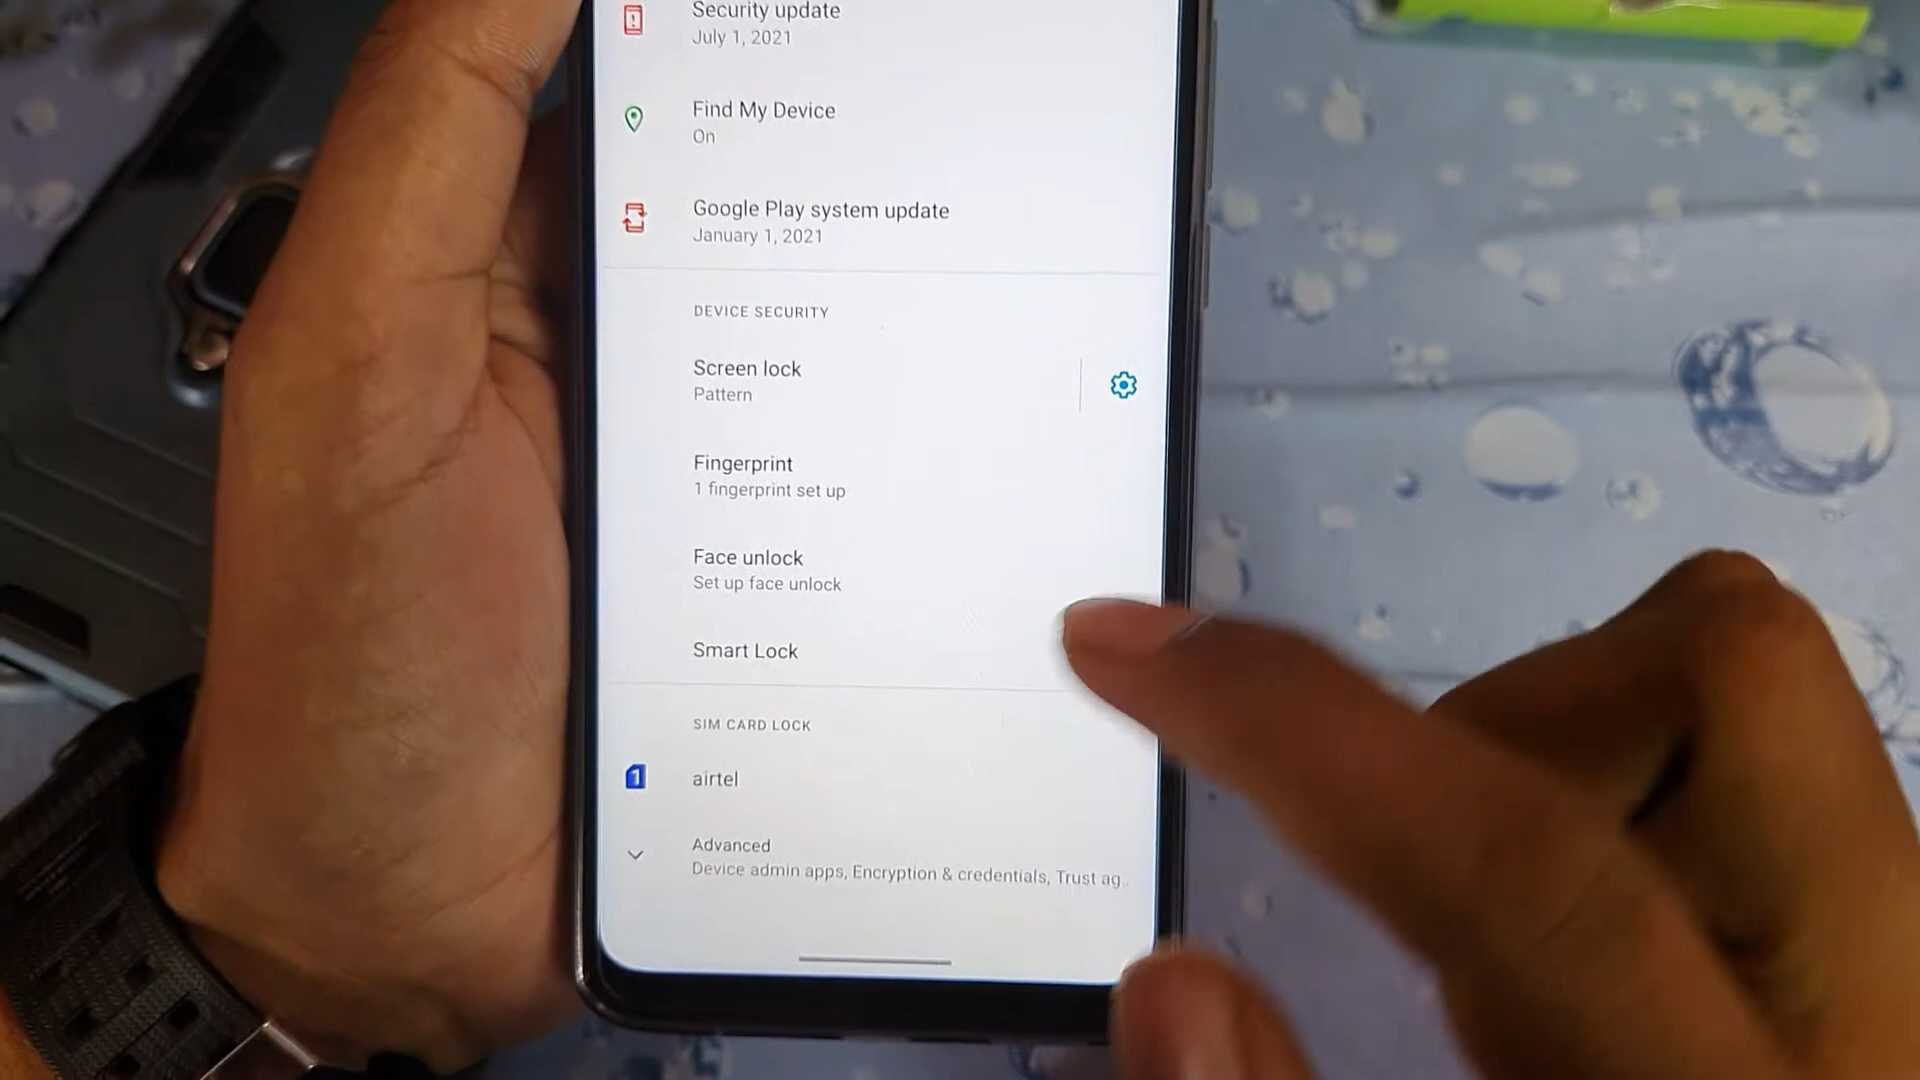 Security update
July 1, 2021
Find My Device
On
Google Play system update
January 1, 2021
DEVICE SECURITY
Screen lock
Pattern
Fingerprint
1 fingerprint set up
Face unlock
Set up face unlock
Smart Lock
SIM CARD LOCK
1
airtel
Advanced
Device admin apps, Encryption & credentials, Trust ag..